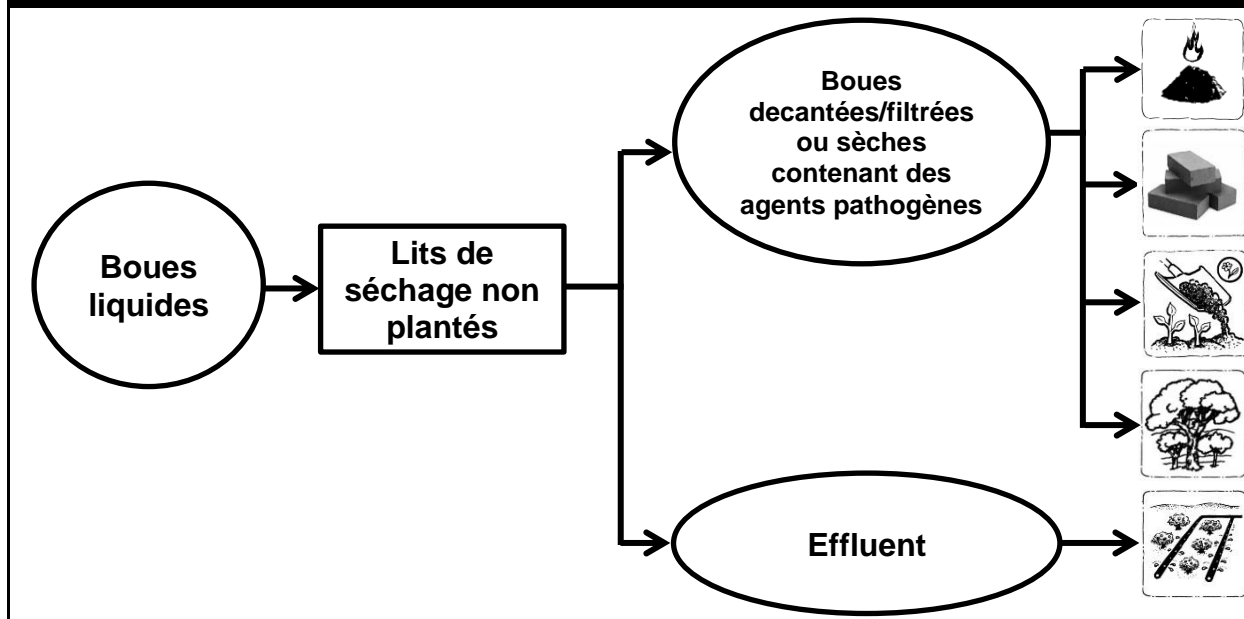 Boues
liquides
Lits de
séchage non
plantés
Boues
decantées/filtrées
ou sèches
contenant des
agents pathogènes
Effluent